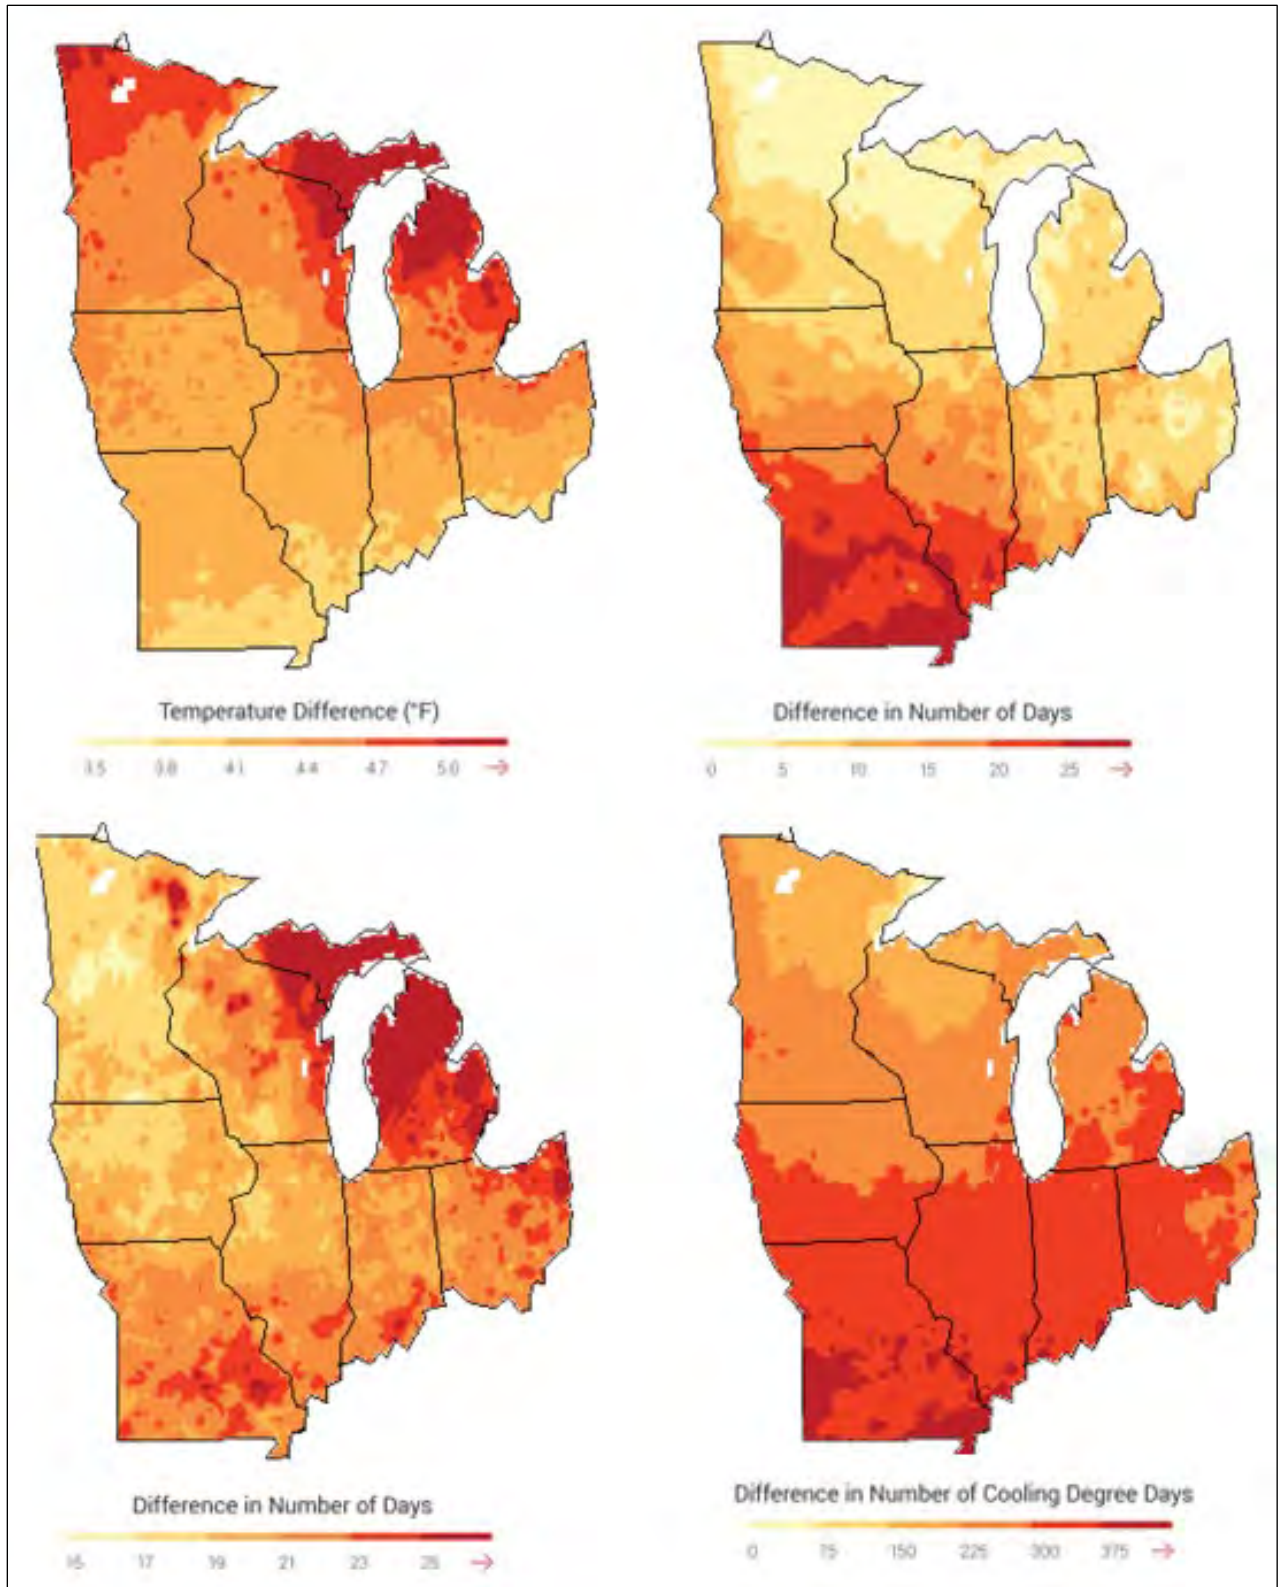 Temperature Difference (°F)
3.5 3.8 4.1 4.4 4.7 5.0
Difference in Number of Days
0 5 10 15 20 25
Difference in Number of Days
15 17 19 21 23 25
Difference in Number of Cooling Degree Days
0 75 150 225 300 375